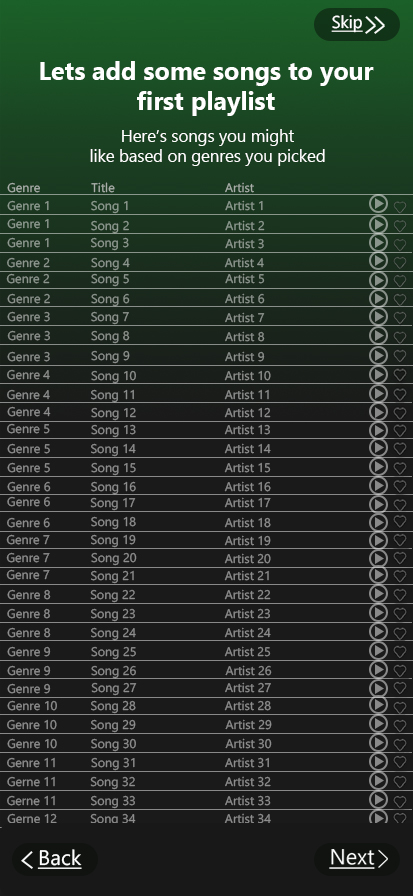 Skip
Lets add some songs to your
first playlist
Here's songs you might
like based on genres you picked
Genre Title Artist
Genre 1 Song 1 Artist 1
Genre 1 Song 2 Artist 2
Genre 1 Song 3 Artist 3
Genre 2 Song 4 Artist 4
Genre 2 Song 5 Artist 5
Genre 2 Song 6 Artist 6
Genre 3 Song 7 Artist 7
Genre 3 Song 8 Artist 8
Genre 3 Song 9 Artist 9
Genre 4 Song 10 Artist 10
Genre 4 Song 11 Artist 11
Genre 4 Song 12 Artist 12
Genre 5 Song 13 Artist 13
Genre 5 Song 14 Artist 14
Genre 5 Song 15 Artist 15
Genre 6 Song 16 Artist 16
Genre 6 Song 17 Artist 17
Genre 6 Song 18 Artist 18
Genre 7 Song 19 Artist 19
Genre 7 Song 20 Artist 20
Genre 7 Song 21 Artist 21
Genre 8 Song 22 Artist 22
Genre 8 Song 23 Artist 23
Genre 8 Song 24 Artist 24
Genre 9 Song 25 Artist 25
Genre 9 Song 26 Artist 26
Genre 9 Song 27 Artist 27
Genre 10 Song 28 Artist 28
Genre 10 Song 29 Artist 29
Genre 10 Song 30 Artist 30
Genre 11 Song 31 Artist 31
Gerne 11 Song 32 Artist 32
Gerne 11 Song 33 Artist 33
Gerne 12 Song 34 Artist 34
Back Next